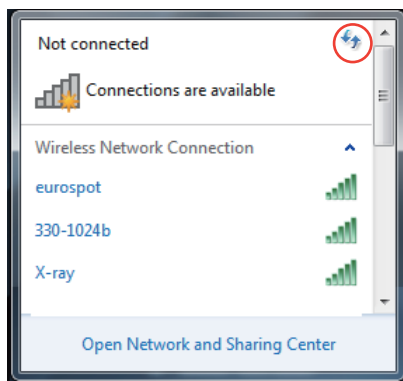 Not connected
Connections are available
Wireless Network Connection
eurospot
330-1024b
X-ray
Open Network and Sharing Center